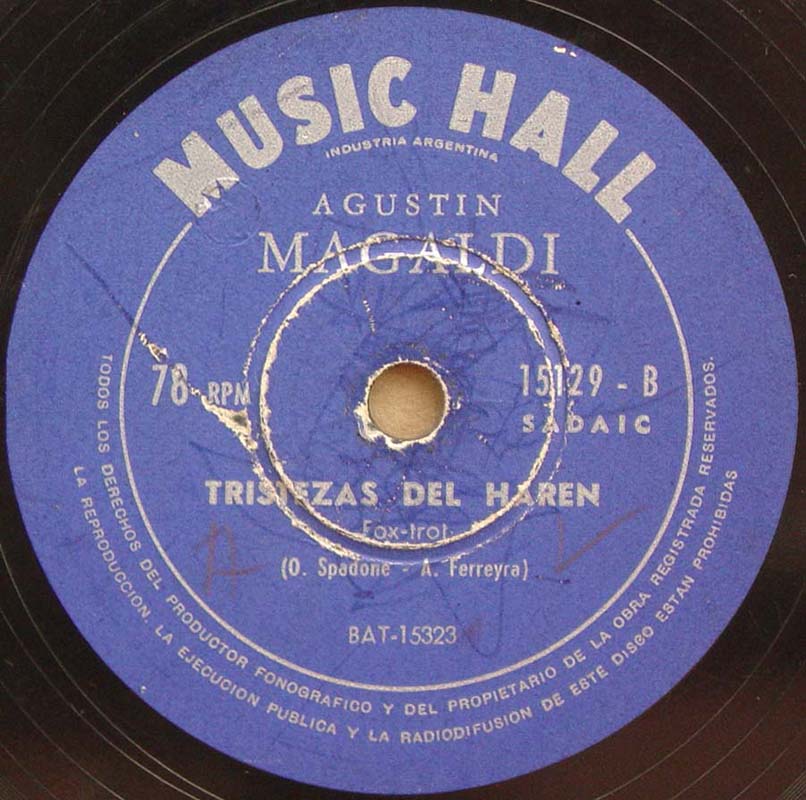 MUSIC HALL
INDUSTRIA ARGENTINA
AGUSTIN
MAGALDI
78 RPM
15129 - B
SADAIC
TRISTEZAS DEL HAREN
Fox-trot
(O. Spadone - A. Ferreyra)
BAT-15323
TODOS LOS DERECHOS DEL PRODUCTOR FONOGRAFICO Y DEL PROPIETARIO DE LA OBRA REGISTRADA RESERVADOS.
LA REPRODUCCION, LA EJECUCION PUBLICA Y LA RADIODIFUSION DE ESTE DISCO ESTAN PROHIBIDAS